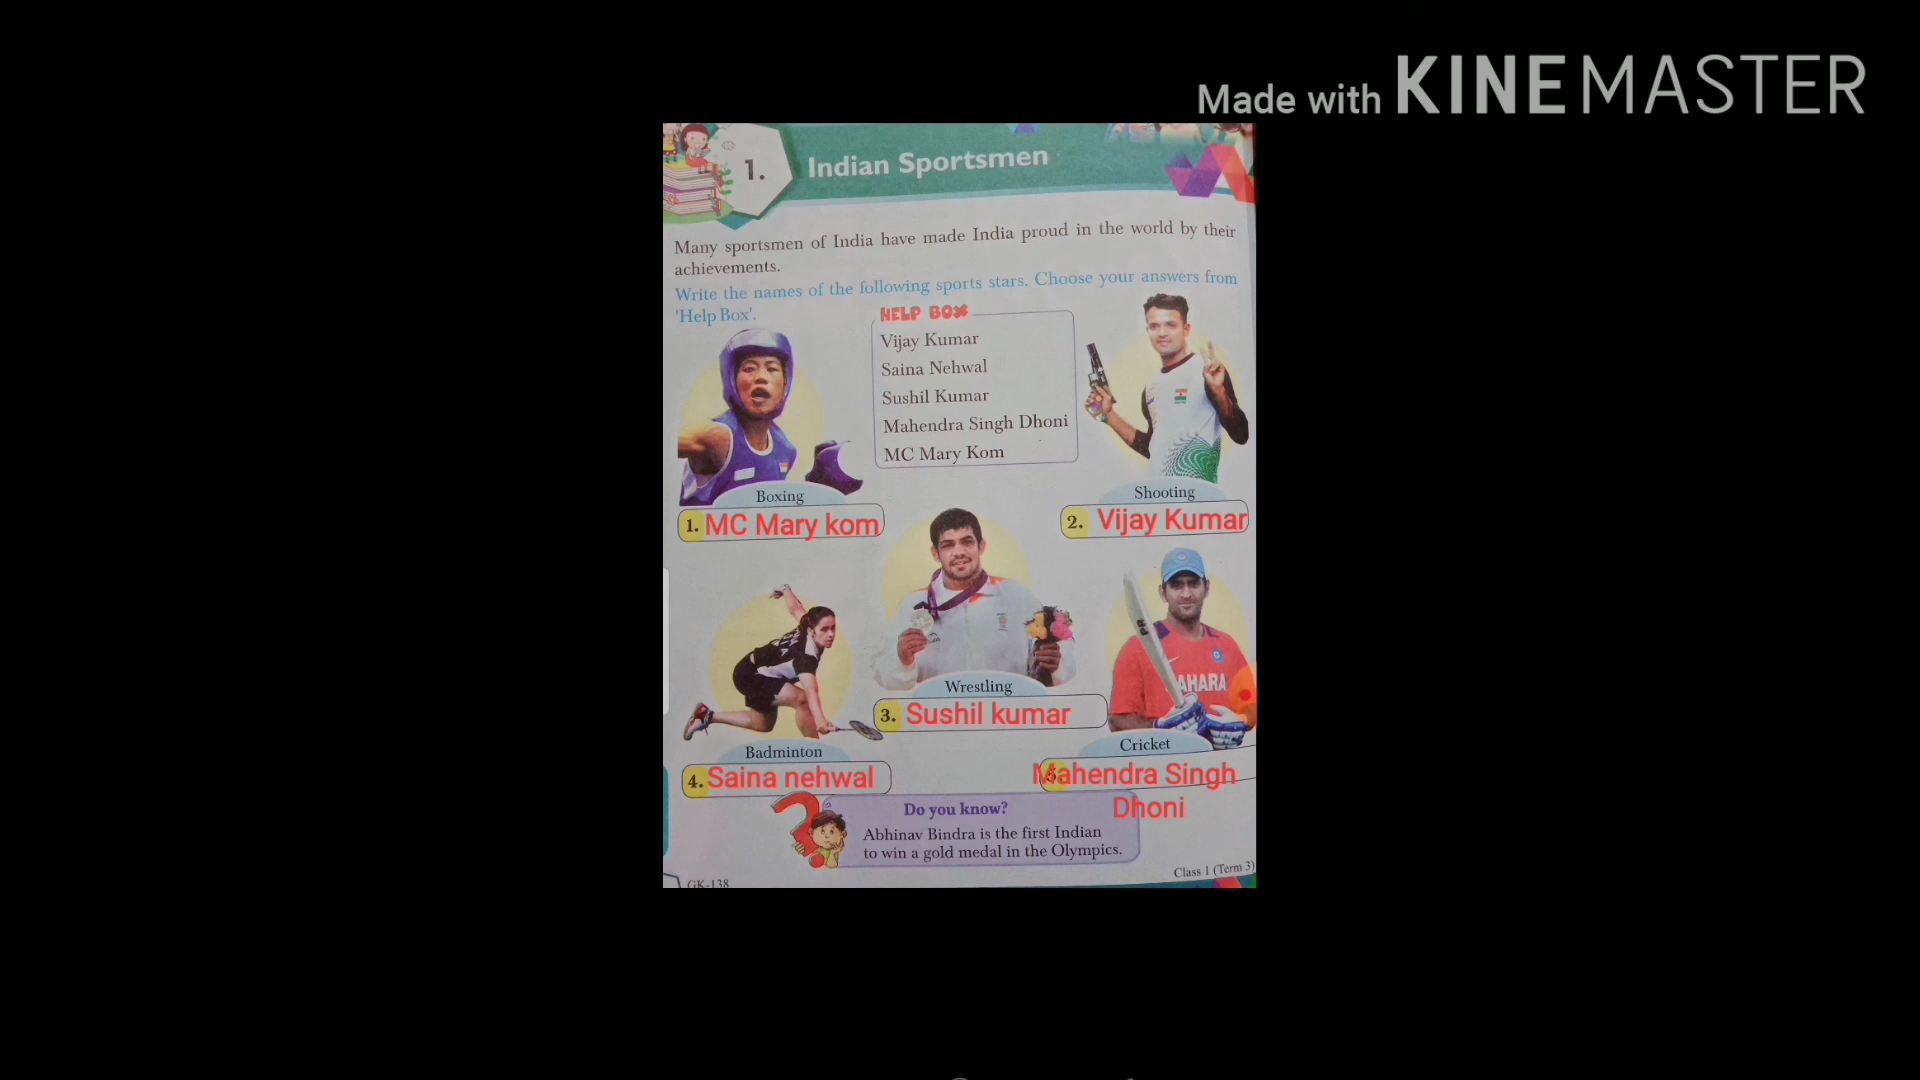 Made with KINEMASTER
1. Indian Sportsmen
Many sportsmen of India have made India proud in the world by their
achievements.
Write the names of the following sports stars. Choose your answers from
'Help Box'.
HELP BOX
Vijay Kumar
Saina Nehwal
Sushil Kumar
Mahendra Singh Dhoni
MC Mary Kom
Boxing
1. MC Mary kom
Shooting
2. Vijay Kumar
Wrestling
3. Sushil kumar
Badminton
4. Saina nehwal
AHARA
Cricket
5. Mahendra Singh
Dhoni
Do you know?
Abhinav Bindra is the first Indian
to win a gold medal in the Olympics.
GK-138
Class 1 (Term 3)